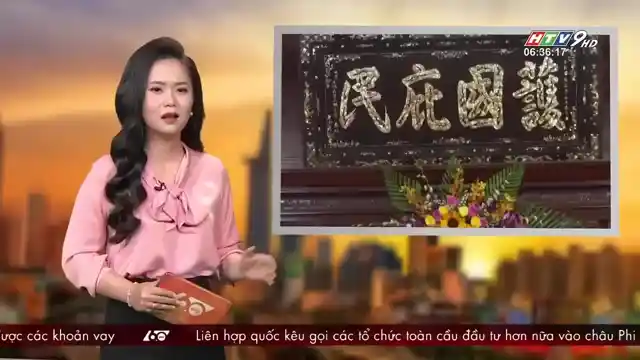 HTV9 HD
06:36:17
護國庇民
ược các khoản vay 60 Liên hợp quốc kêu gọi các tổ chức toàn cầu đầu tư hơn nữa vào châu Phi